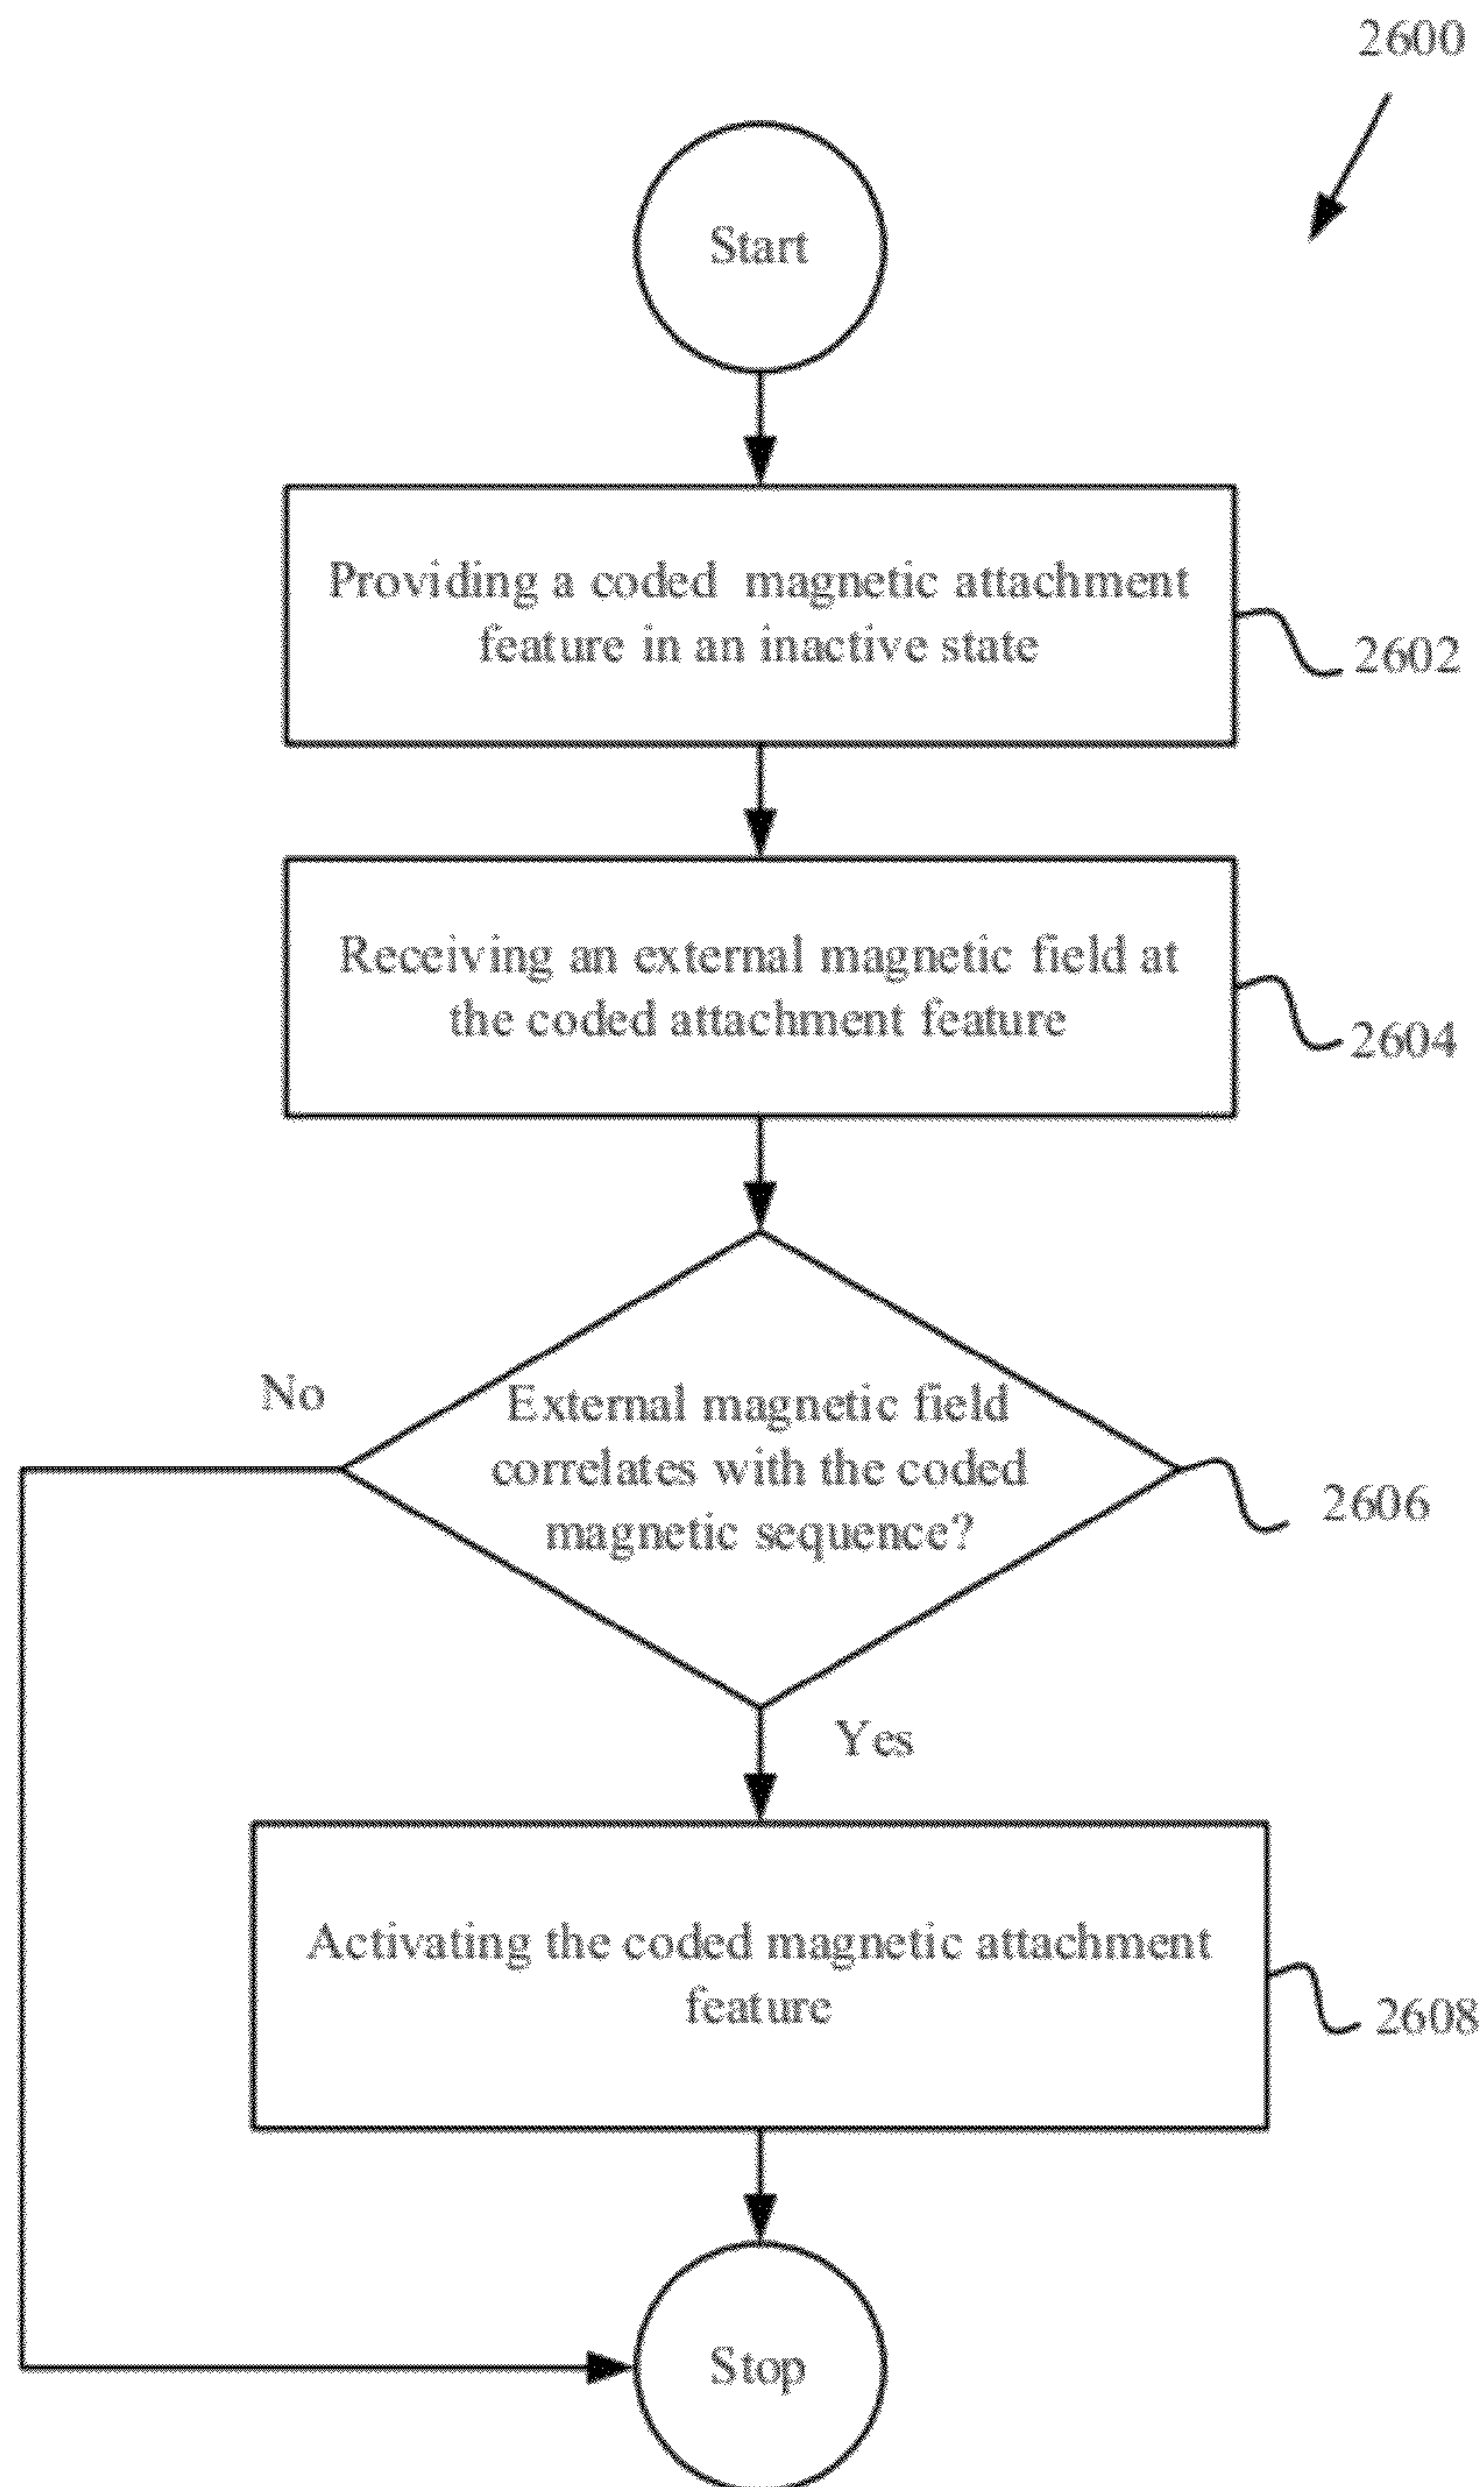 2600
Start
Providing a coded magnetic attachment
feature in an inactive state
2602
Receiving an external magnetic field at
the coded attachment feature
2604
No
External magnetic field
correlates with the coded
magnetic sequence?
2606
Yes
Activating the coded magnetic attachment
feature
2608
Stop